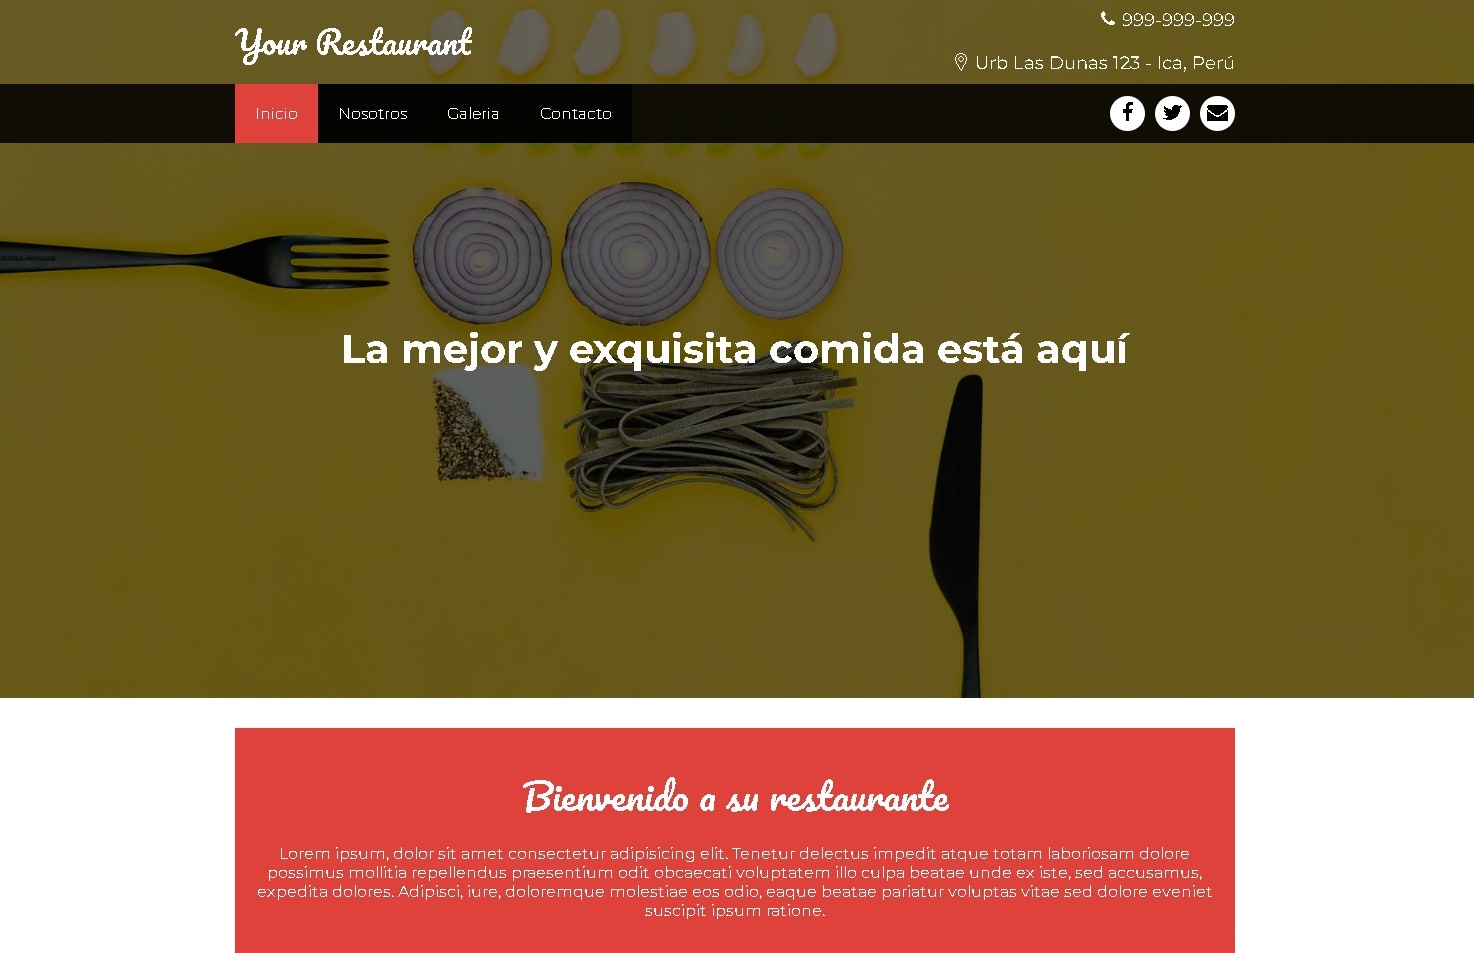 Your Restaurant
999-999-999
Urb Las Dunas 123 - Ica, Perú
Inicio
Nosotros
Galeria
Contacto
La mejor y exquisita comida está aquí
Bienvenido a su restaurante
Lorem ipsum, dolor sit amet consectetur adipisicing elit. Tenetur delectus impedit atque totam laboriosam dolore
possimus mollitia repellendus praesentium odit obcaecati voluptatem illo culpa beatae unde ex iste, sed accusamus,
expedita dolores. Adipisci, iure, doloremque molestiae eos odio, eaque beatae pariatur voluptas vitae sed dolore eveniet
suscipit ipsum ratione.